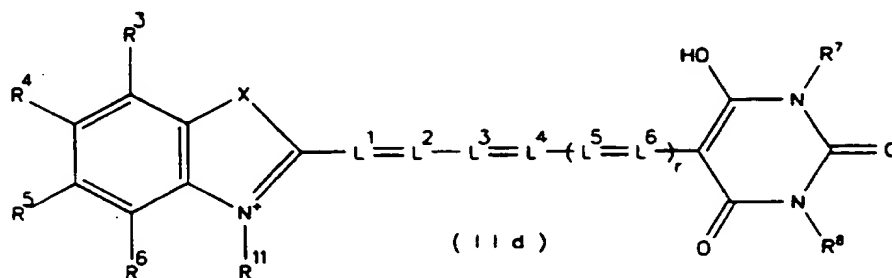 R³ HO R⁷
R⁴ X N
L¹=L²—L³=L⁴—(L⁵=L⁶—)r O
R⁵ N⁺ N
R⁶ R¹¹ (IId) O R⁸